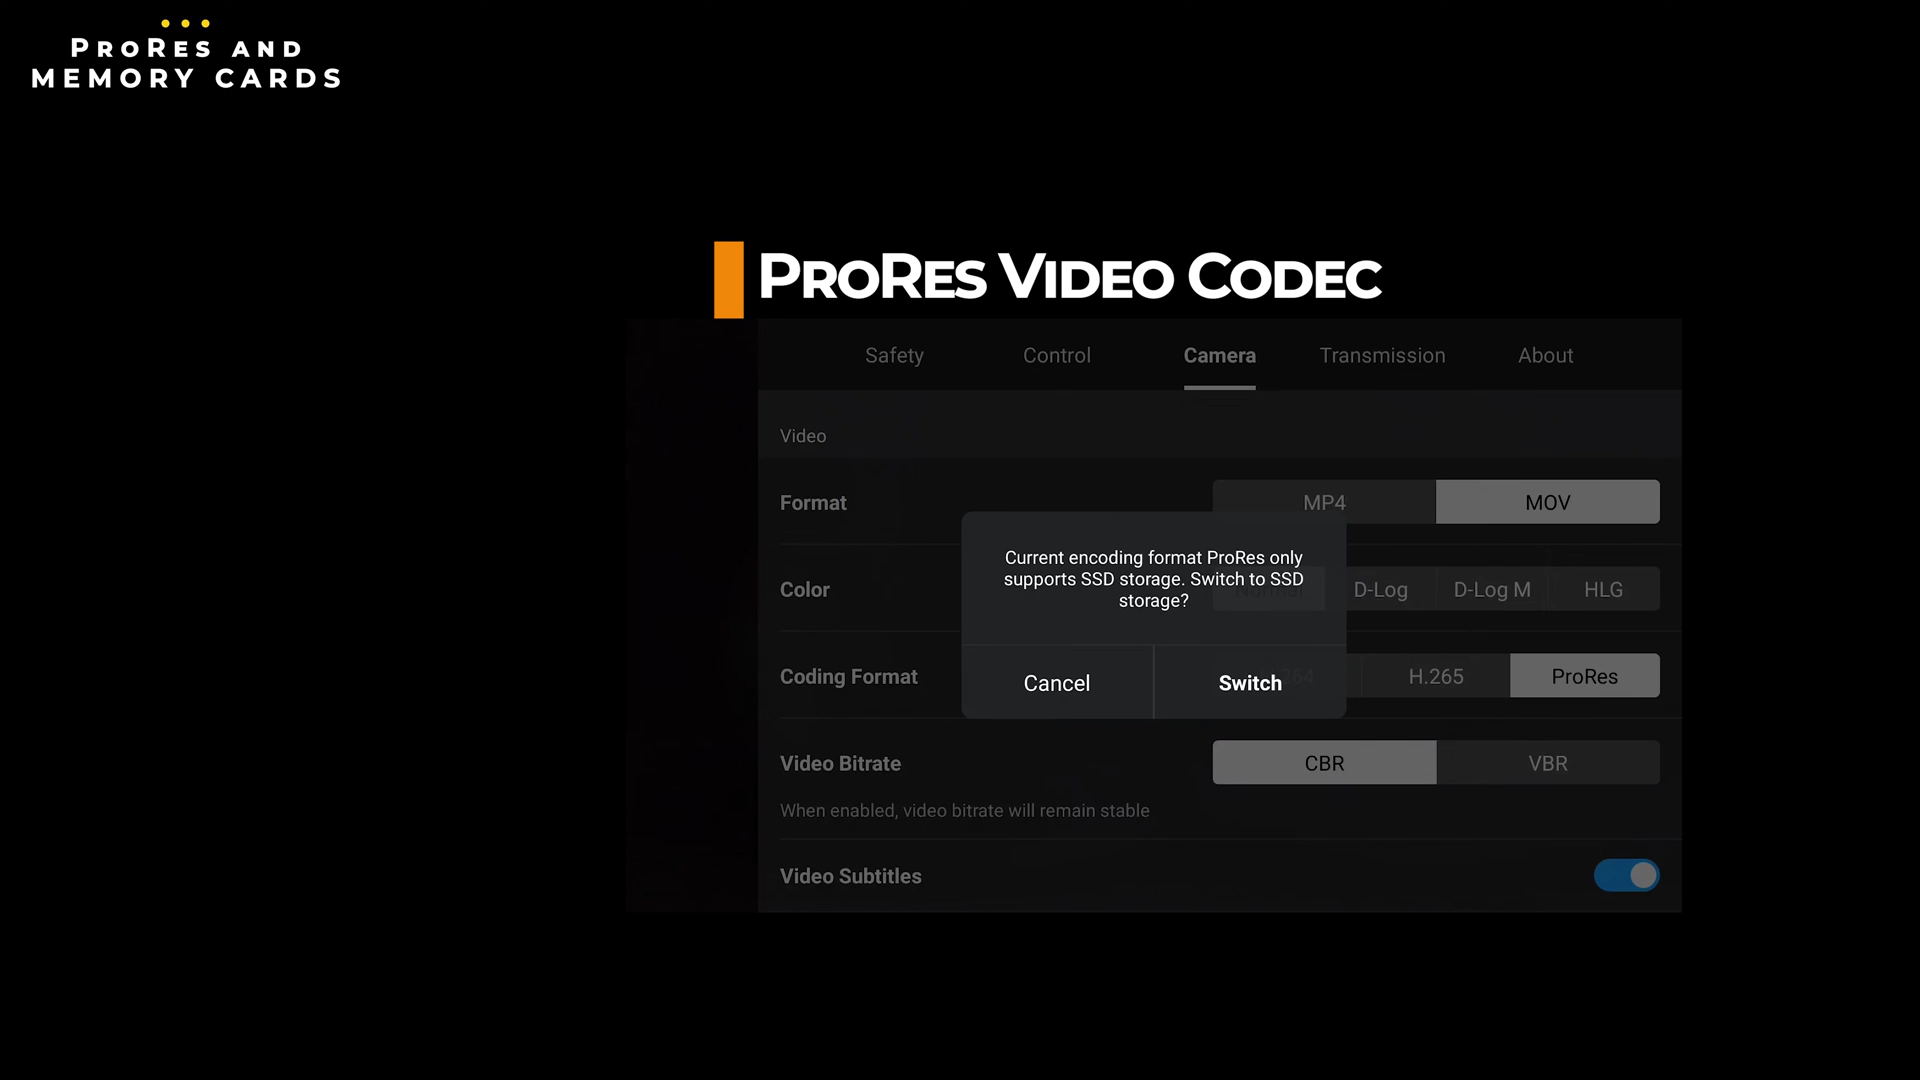 ProRes and
memory cards
ProRes Video Codec
Safety Control Camera Transmission About
Video
Format MP4 MOV
Current encoding format ProRes only
supports SSD storage. Switch to SSD
storage?
Color Normal D-Log D-Log M HLG
Coding Format H.265 ProRes
Cancel Switch
Video Bitrate CBR VBR
When enabled, video bitrate will remain stable
Video Subtitles